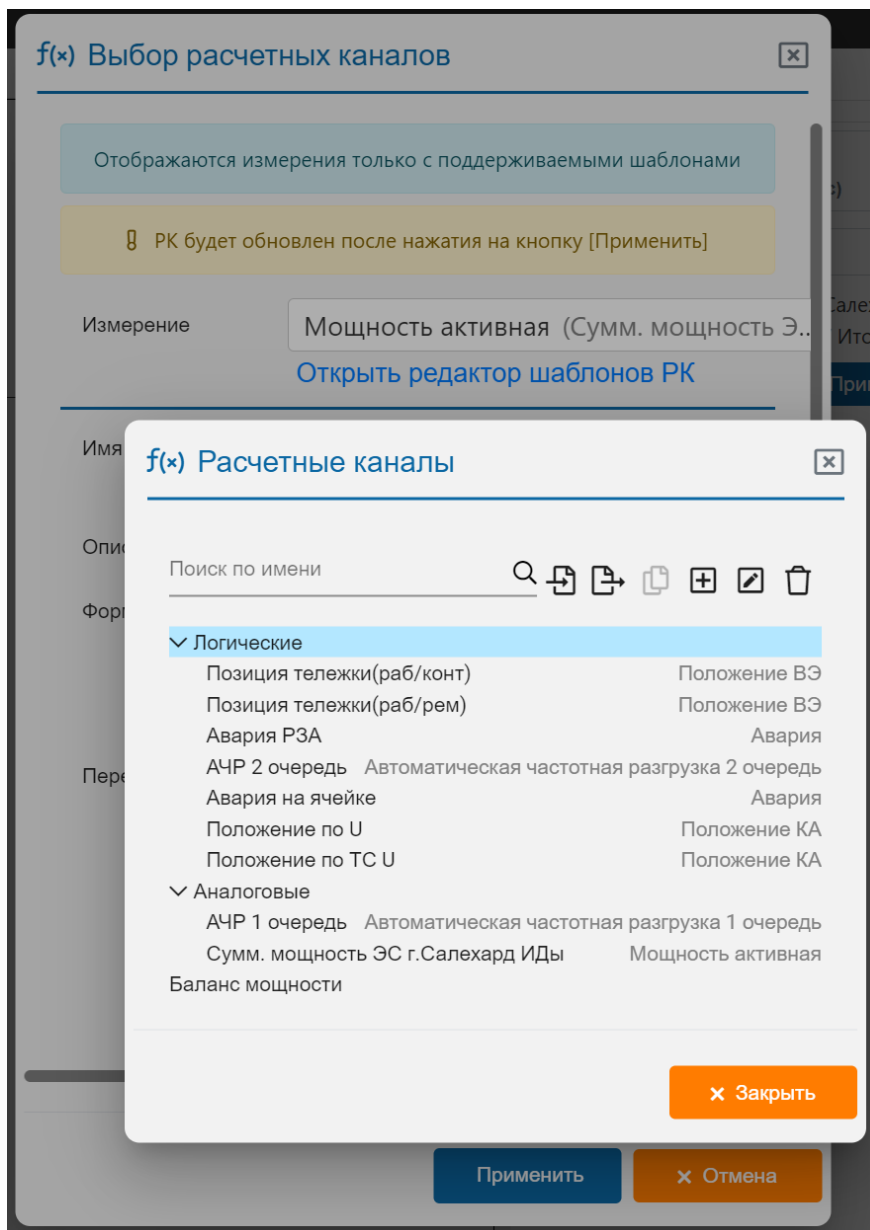 f(×) Выбор расчетных каналов
Отображаются измерения только с поддерживаемыми шаблонами
РК будет обновлен после нажатия на кнопку [Применить]
Измерение Мощность активная (Сумм. мощность Э..
Открыть редактор шаблонов РК
Имя
f(×) Расчетные каналы
Поиск по имени
Логические
Позиция тележки(раб/конт) Положение ВЭ
Позиция тележки(раб/рем) Положение ВЭ
Авария РЗА Авария
АЧР 2 очередь Автоматическая частотная разгрузка 2 очередь
Авария на ячейке Авария
Положение по U Положение КА
Положение по ТС U Положение КА
Аналоговые
АЧР 1 очередь Автоматическая частотная разгрузка 1 очередь
Сумм. мощность ЭС г.Салехард ИДы Мощность активная
Баланс мощности
Закрыть
Применить Отмена